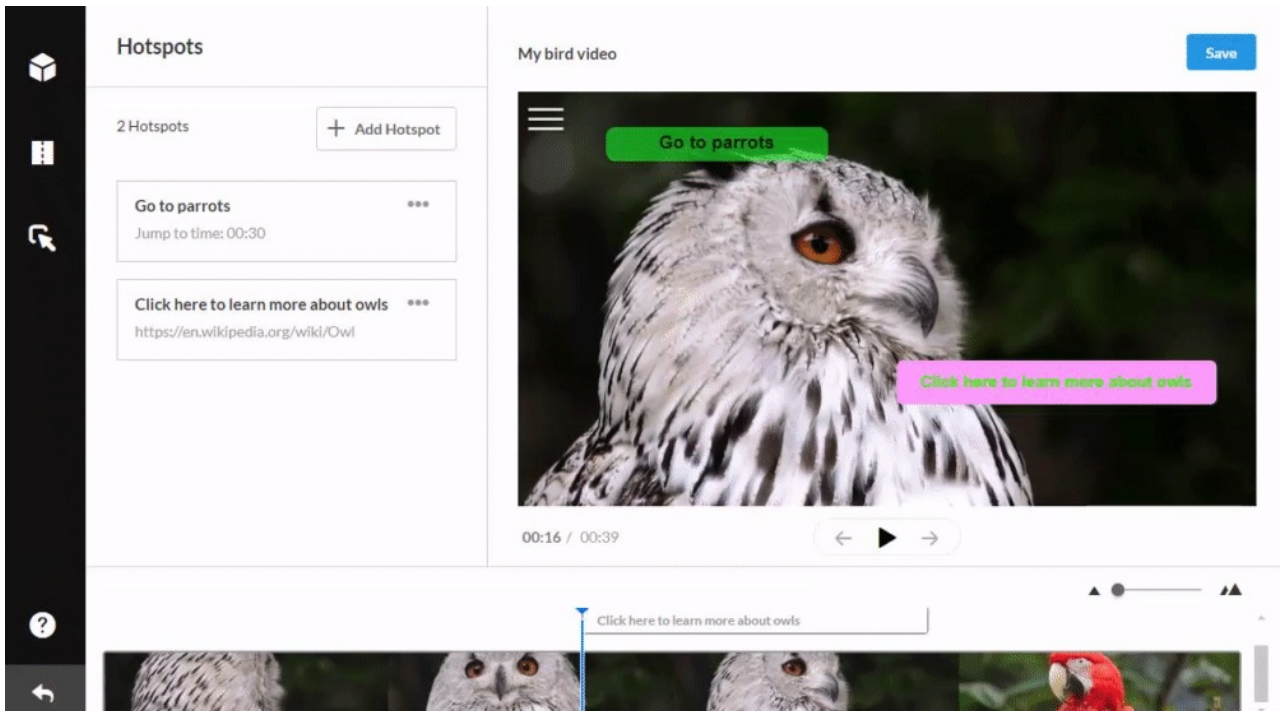 Hotspots
2 Hotspots
Add Hotspot
Go to parrots
Jump to time: 00:30
Click here to learn more about owls
https://en.wikipedia.org/wiki/Owl
My bird video
Save
Go to parrots
Click here to learn more about owls
00:16 / 00:39
?
Click here to learn more about owls